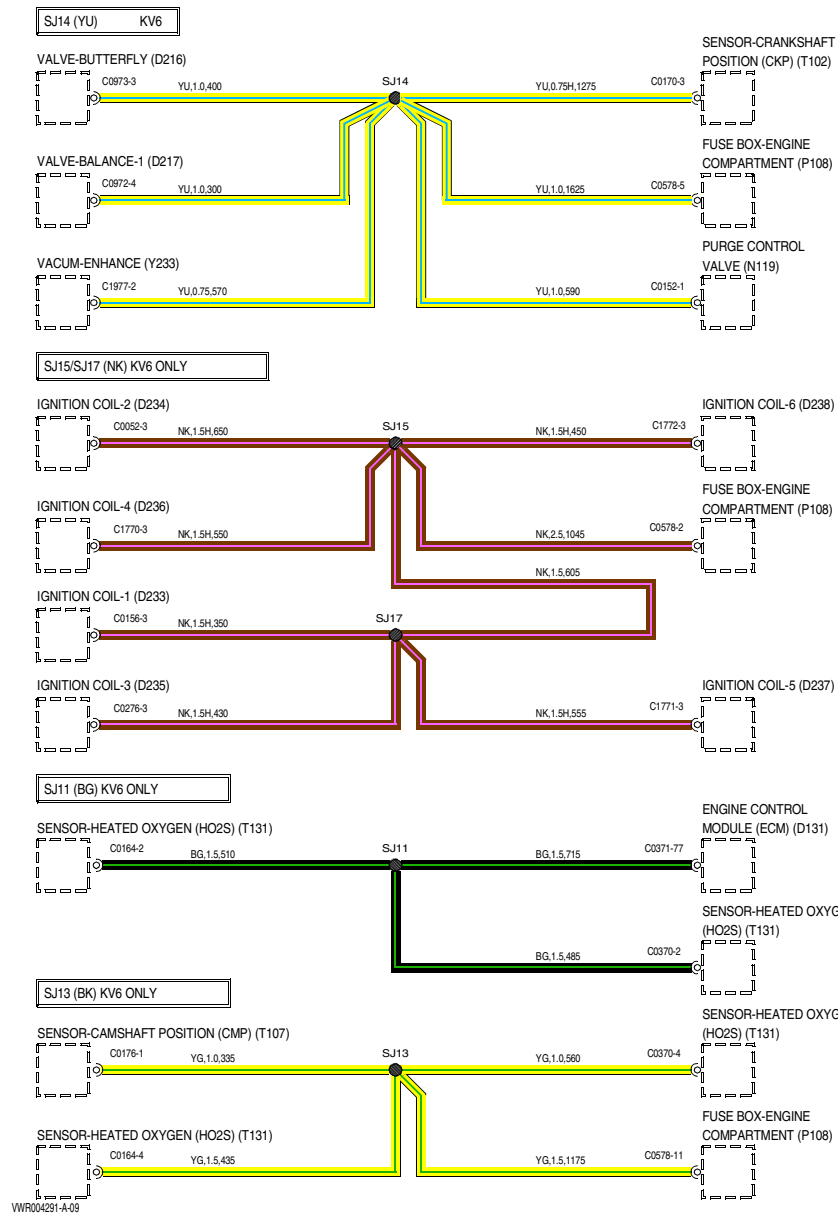 SJ14 (YU) KV6
VALVE-BUTTERFLY (D216)
C0973-3
YU,1.0,400
SJ14
YU,0.75H,1275
C0170-3
SENSOR-CRANKSHAFT
POSITION (CKP) (T102)
VALVE-BALANCE-1 (D217)
C0972-4
YU,1.0,300
YU,1.0,1625
C0578-5
FUSE BOX-ENGINE
COMPARTMENT (P108)
VACUM-ENHANCE (Y233)
C1977-2
YU,0.75,570
YU,1.0,590
C0152-1
PURGE CONTROL
VALVE (N119)
SJ15/SJ17 (NK) KV6 ONLY
IGNITION COIL-2 (D234)
C0052-3
NK,1.5H,650
SJ15
NK,1.5H,450
C1772-3
IGNITION COIL-6 (D238)
IGNITION COIL-4 (D236)
C1770-3
NK,1.5H,550
NK,2.5,1045
C0578-2
FUSE BOX-ENGINE
COMPARTMENT (P108)
NK,1.5,605
IGNITION COIL-1 (D233)
C0156-3
NK,1.5H,350
SJ17
IGNITION COIL-3 (D235)
C0276-3
NK,1.5H,430
NK,1.5H,555
C1771-3
IGNITION COIL-5 (D237)
SJ11 (BG) KV6 ONLY
SENSOR-HEATED OXYGEN (HO2S) (T131)
C0164-2
BG,1.5,510
SJ11
BG,1.5,715
C0371-77
ENGINE CONTROL
MODULE (ECM) (D131)
BG,1.5,485
C0370-2
SENSOR-HEATED OXYG
(HO2S) (T131)
SJ13 (BK) KV6 ONLY
SENSOR-CAMSHAFT POSITION (CMP) (T107)
C0176-1
YG,1.0,335
SJ13
YG,1.0,560
C0370-4
SENSOR-HEATED OXYG
(HO2S) (T131)
SENSOR-HEATED OXYGEN (HO2S) (T131)
C0164-4
YG,1.5,435
YG,1.5,1175
C0578-11
FUSE BOX-ENGINE
COMPARTMENT (P108)
VWR004291-A-09